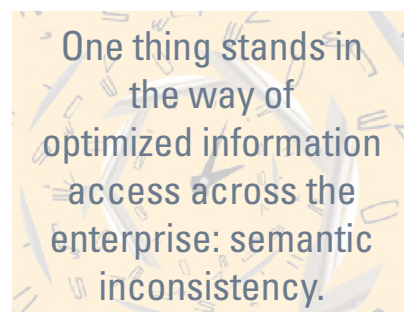 One thing stands in
the way of
optimized information
access across the
enterprise: semantic
inconsistency.